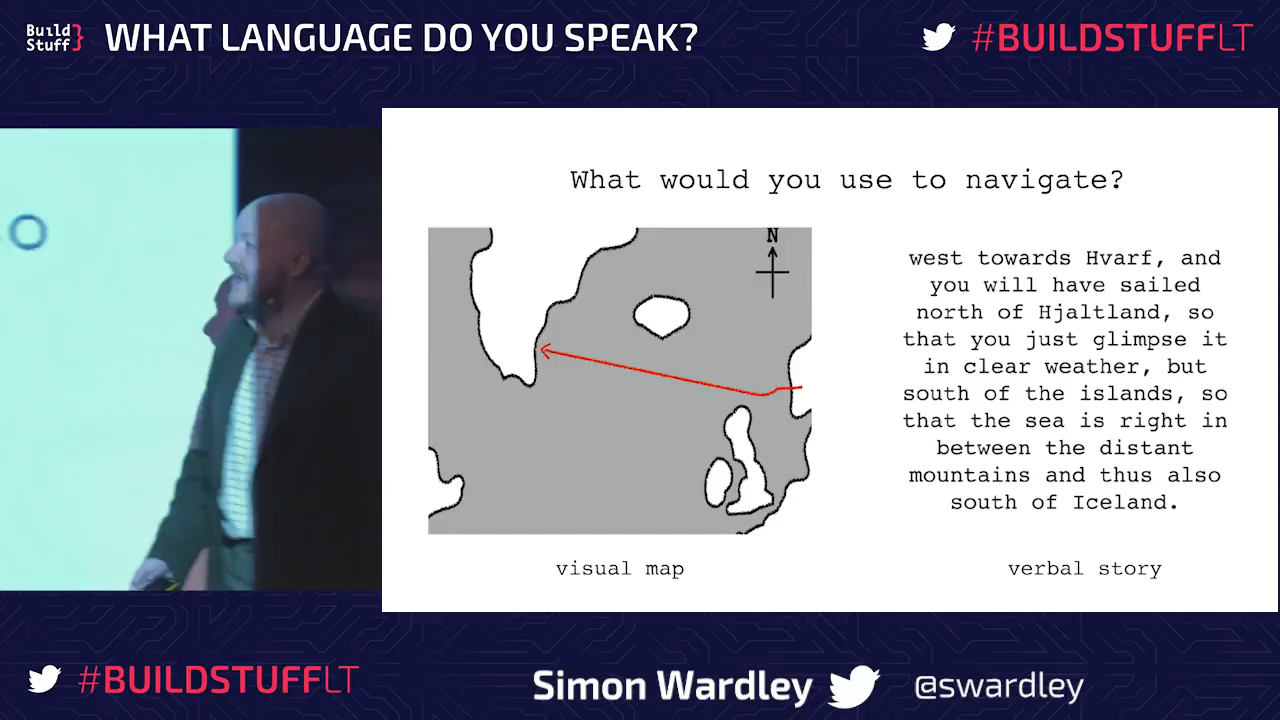 Build
Stuff}
WHAT LANGUAGE DO YOU SPEAK?
#BUILDSTUFFLT
What would you use to navigate?
N
west towards Hvarf, and
you will have sailed
north of Hjaltland, so
that you just glimpse it
in clear weather, but
south of the islands, so
that the sea is right in
between the distant
mountains and thus also
south of Iceland.
visual map
verbal story
#BUILDSTUFFLT
Simon Wardley
@swardley